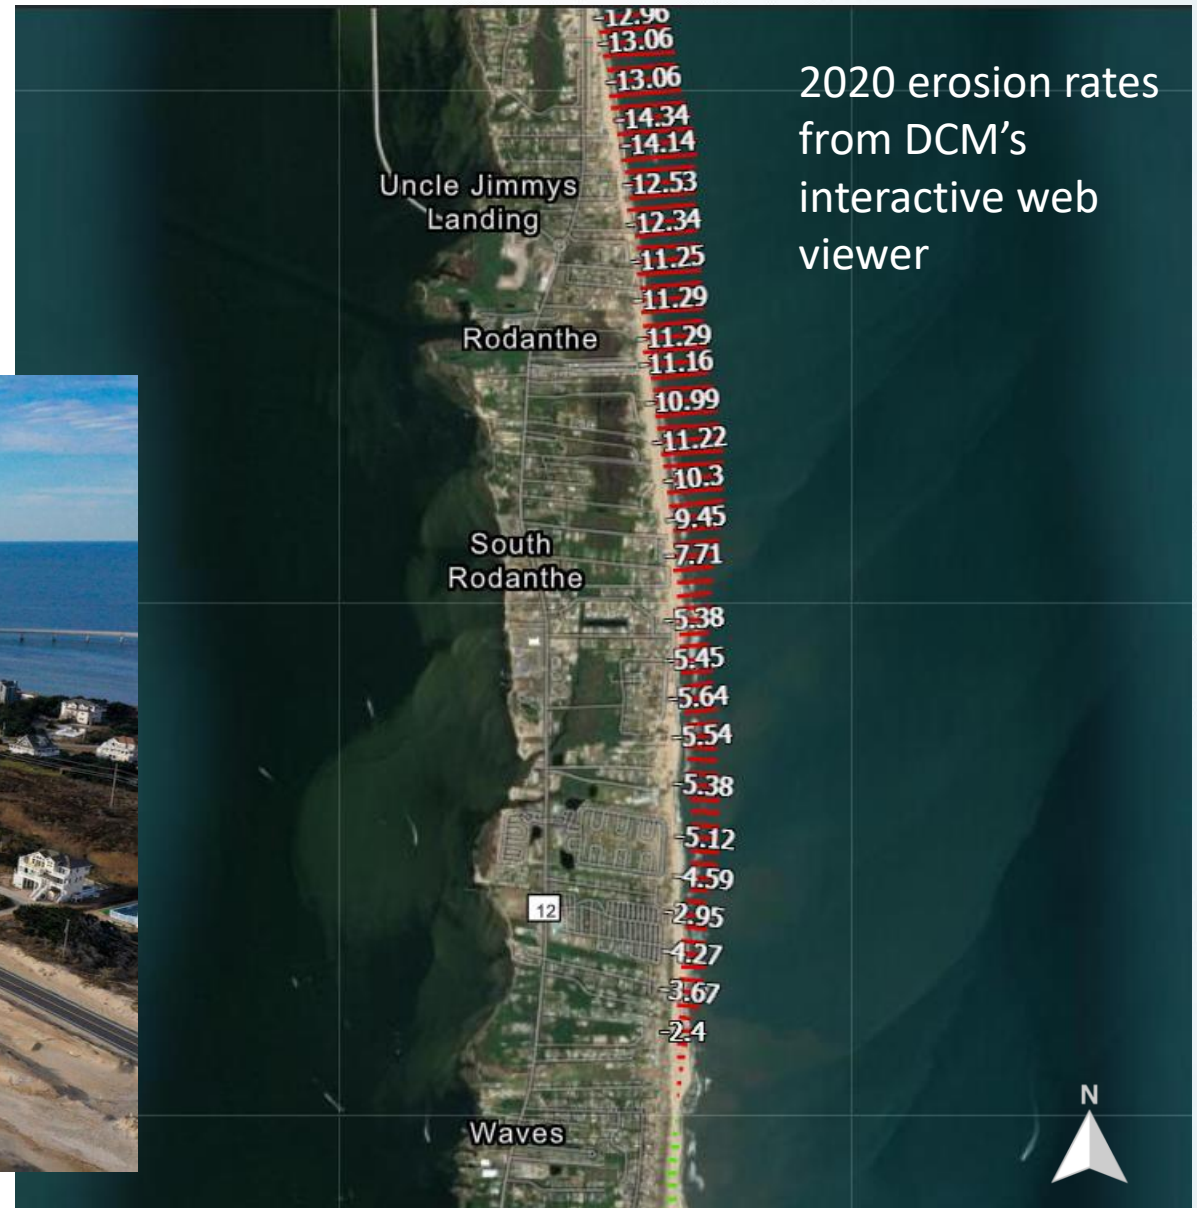 2020 erosion rates
from DCM's
interactive web
viewer
-12.96
-13.06
-13.06
-14.34
-14.14
Uncle Jimmys
Landing
-12.53
-12.34
-11.25
-11.29
Rodanthe
-11.29
-11.16
-10.99
-11.22
-10.3
-9.45
South
Rodanthe
-7.71
-5.38
-5.45
-5.64
-5.54
-5.38
-5.12
-4.59
12
-2.95
-4.27
-3.67
-2.4
N
Waves